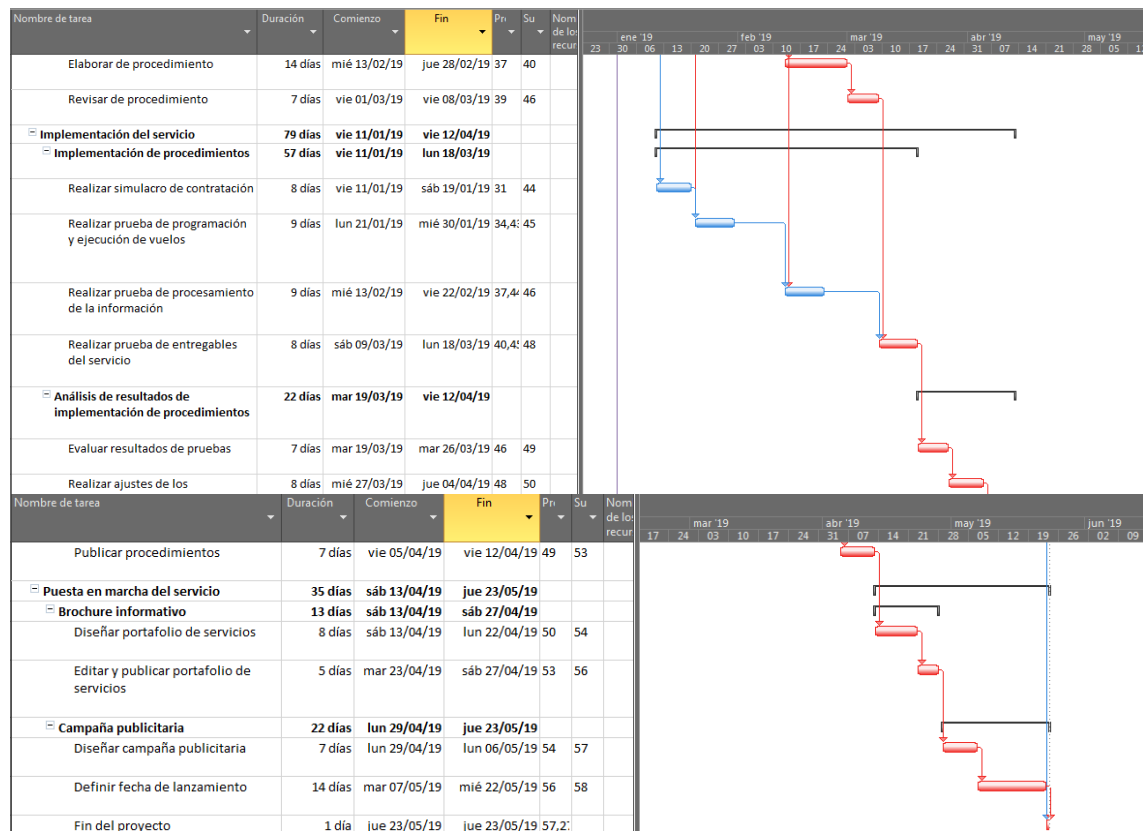 Nombre de tarea Duración Comienzo Fin Pr Su Nom
de los
recur
ene '19 feb '19 mar '19 abr '19 may '19
23 30 06 13 20 27 03 10 17 24 03 10 17 24 31 07 14 21 28 05 1
Elaborar de procedimiento 14 días mié 13/02/19 jue 28/02/19 37 40
Revisar de procedimiento 7 días vie 01/03/19 vie 08/03/19 39 46
Implementación del servicio 79 días vie 11/01/19 vie 12/04/19
Implementación de procedimientos 57 días vie 11/01/19 lun 18/03/19
Realizar simulacro de contratación 8 días vie 11/01/19 sáb 19/01/19 31 44
Realizar prueba de programación 9 días lun 21/01/19 mié 30/01/19 34,43 45
y ejecución de vuelos
Realizar prueba de procesamiento 9 días mié 13/02/19 vie 22/02/19 37,44 46
de la información
Realizar prueba de entregables 8 días sáb 09/03/19 lun 18/03/19 40,45 48
del servicio
Análisis de resultados de 22 días mar 19/03/19 vie 12/04/19
implementación de procedimientos
Evaluar resultados de pruebas 7 días mar 19/03/19 mar 26/03/19 46 49
Realizar ajustes de los 8 días mié 27/03/19 jue 04/04/19 48 50
Nombre de tarea Duración Comienzo Fin Pr Su Nom
de los
recur
mar '19 abr '19 may '19 jun '19
17 24 03 10 17 24 31 07 14 21 28 05 12 19 26 02 09
Publicar procedimientos 7 días vie 05/04/19 vie 12/04/19 49 53
Puesta en marcha del servicio 35 días sáb 13/04/19 jue 23/05/19
Brochure informativo 13 días sáb 13/04/19 sáb 27/04/19
Diseñar portafolio de servicios 8 días sáb 13/04/19 lun 22/04/19 50 54
Editar y publicar portafolio de 5 días mar 23/04/19 sáb 27/04/19 53 56
servicios
Campaña publicitaria 22 días lun 29/04/19 jue 23/05/19
Diseñar campaña publicitaria 7 días lun 29/04/19 lun 06/05/19 54 57
Definir fecha de lanzamiento 14 días mar 07/05/19 mié 22/05/19 56 58
Fin del proyecto 1 día jue 23/05/19 jue 23/05/19 57,2